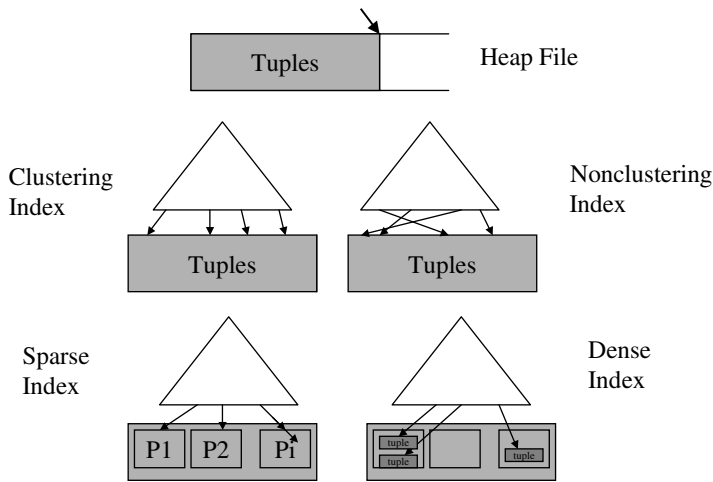 Tuples
Heap File
Clustering
Index
Nonclustering
Index
Tuples
Tuples
Sparse
Index
Dense
Index
P1
P2
Pi
tuple
tuple
tuple